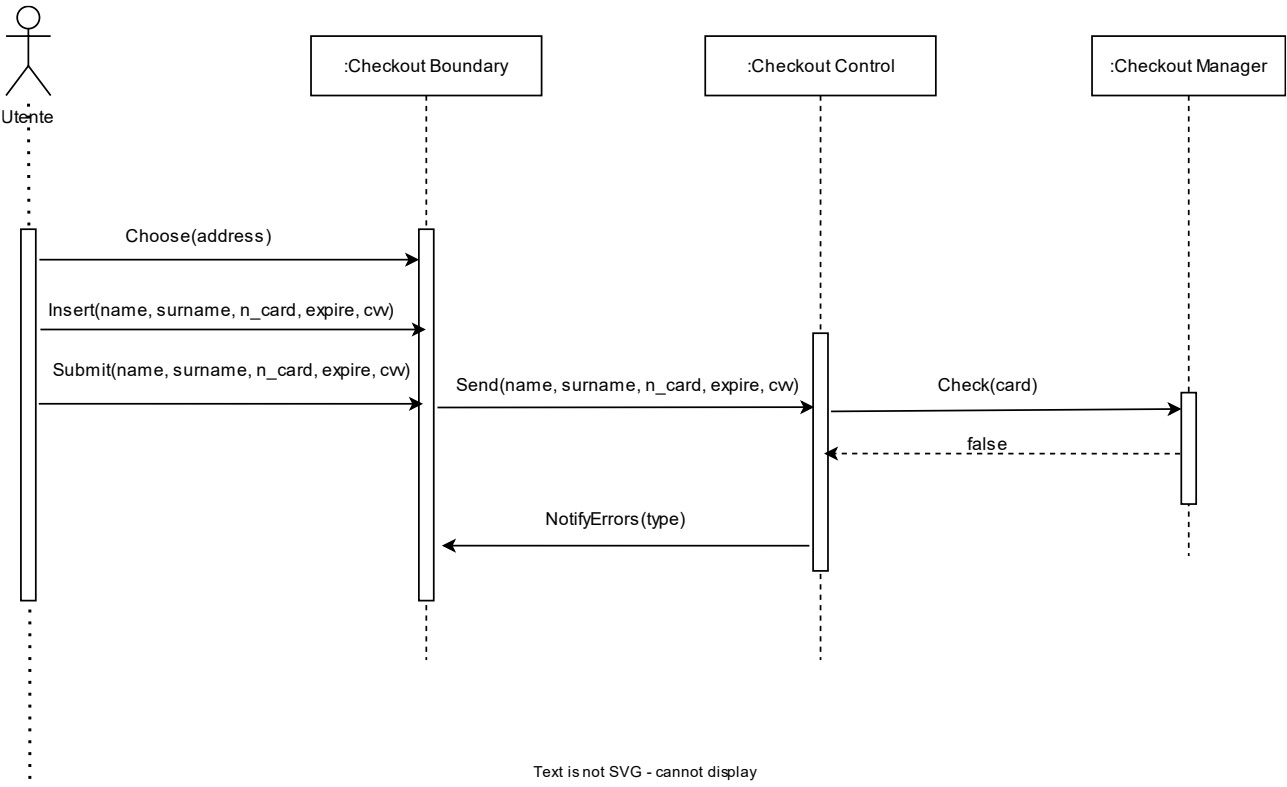 :Checkout Boundary
:Checkout Control
:Checkout Manager
Utente
Choose(address)
Insert(name, surname, n_card, expire, cvv)
Submit(name, surname, n_card, expire, cvv)
Send(name, surname, n_card, expire, cvv)
Check(card)
false
NotifyErrors(type)
Text is not SVG - cannot display